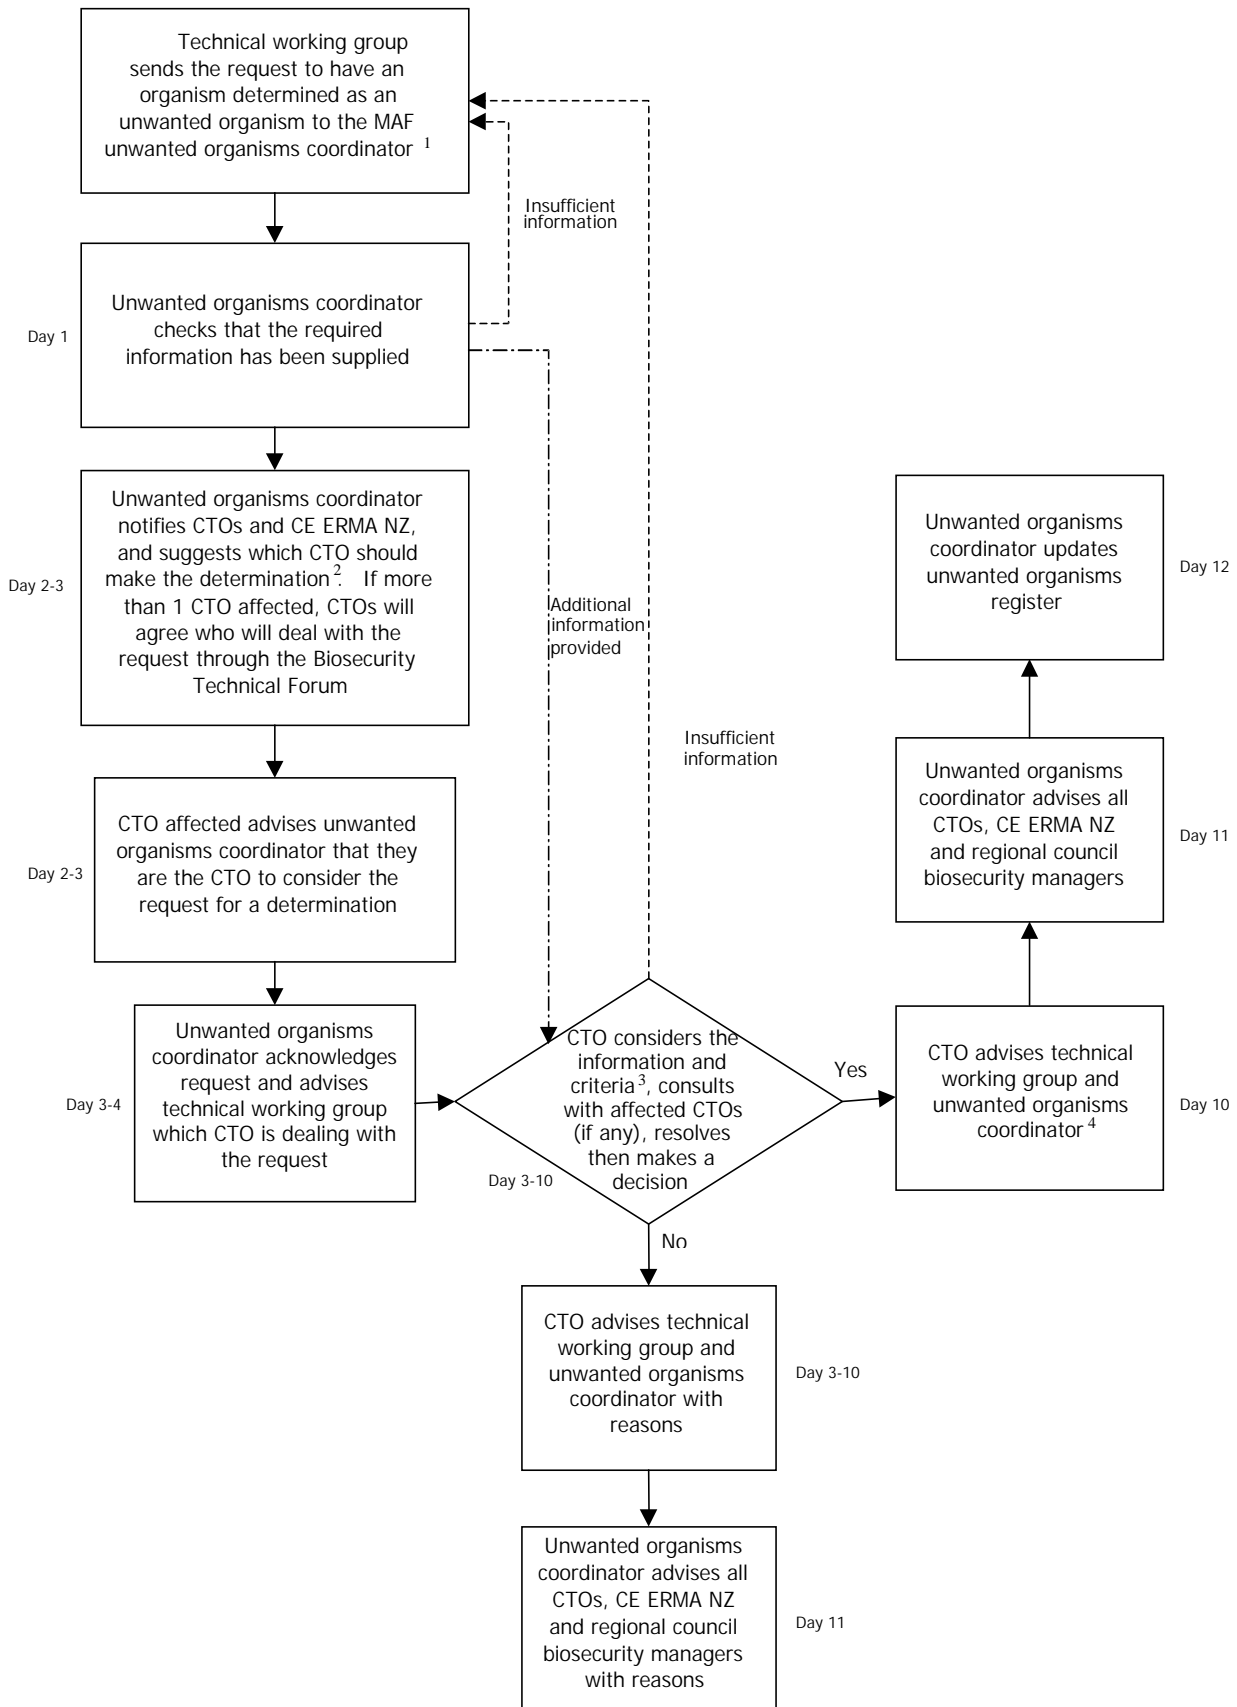 Technical working group
sends the request to have an
organism determined as an
unwanted organism to the MAF
unwanted organisms coordinator 1
Insufficient
information
Day 1
Unwanted organisms coordinator
checks that the required
information has been supplied
Day 2-3
Unwanted organisms coordinator
notifies CTOs and CE ERMA NZ,
and suggests which CTO should
make the determination2. If more
than 1 CTO affected, CTOs will
agree who will deal with the
request through the Biosecurity
Technical Forum
Additional
information
provided
Insufficient
information
Day 2-3
CTO affected advises unwanted
organisms coordinator that they
are the CTO to consider the
request for a determination
Day 3-4
Unwanted organisms
coordinator acknowledges
request and advises
technical working group
which CTO is dealing with
the request
CTO considers the
information and
criteria3, consults
with affected CTOs
(if any), resolves
then makes a
decision
Day 3-10
Yes
CTO advises technical
working group and
unwanted organisms
coordinator 4
Day 10
Unwanted organisms
coordinator advises all
CTOs, CE ERMA NZ
and regional council
biosecurity managers
Day 11
Unwanted organisms
coordinator updates
unwanted organisms
register
Day 12
No
CTO advises technical
working group and
unwanted organisms
coordinator with
reasons
Day 3-10
Unwanted organisms
coordinator advises all
CTOs, CE ERMA NZ
and regional council
biosecurity managers
with reasons
Day 11